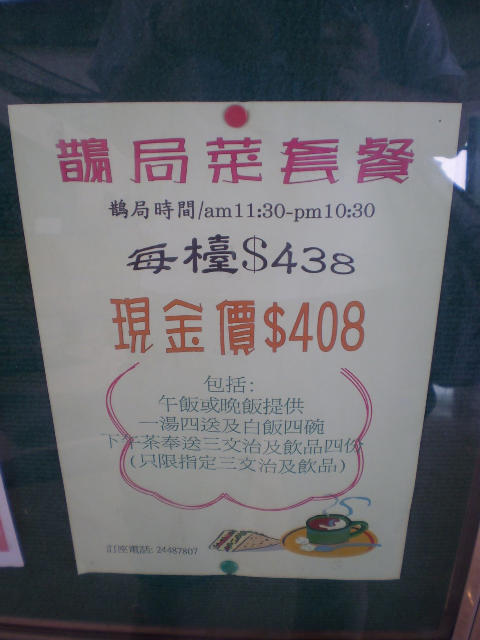 鵲局菜套餐
鵲局時間/am11:30-pm10:30
每檯$438
現金價$408
包括:
午飯或晚飯提供
一湯四送及白飯四碗
下午茶奉送三文治及飲品四份
(只限指定三文治及飲品)
訂座電話: 24487807